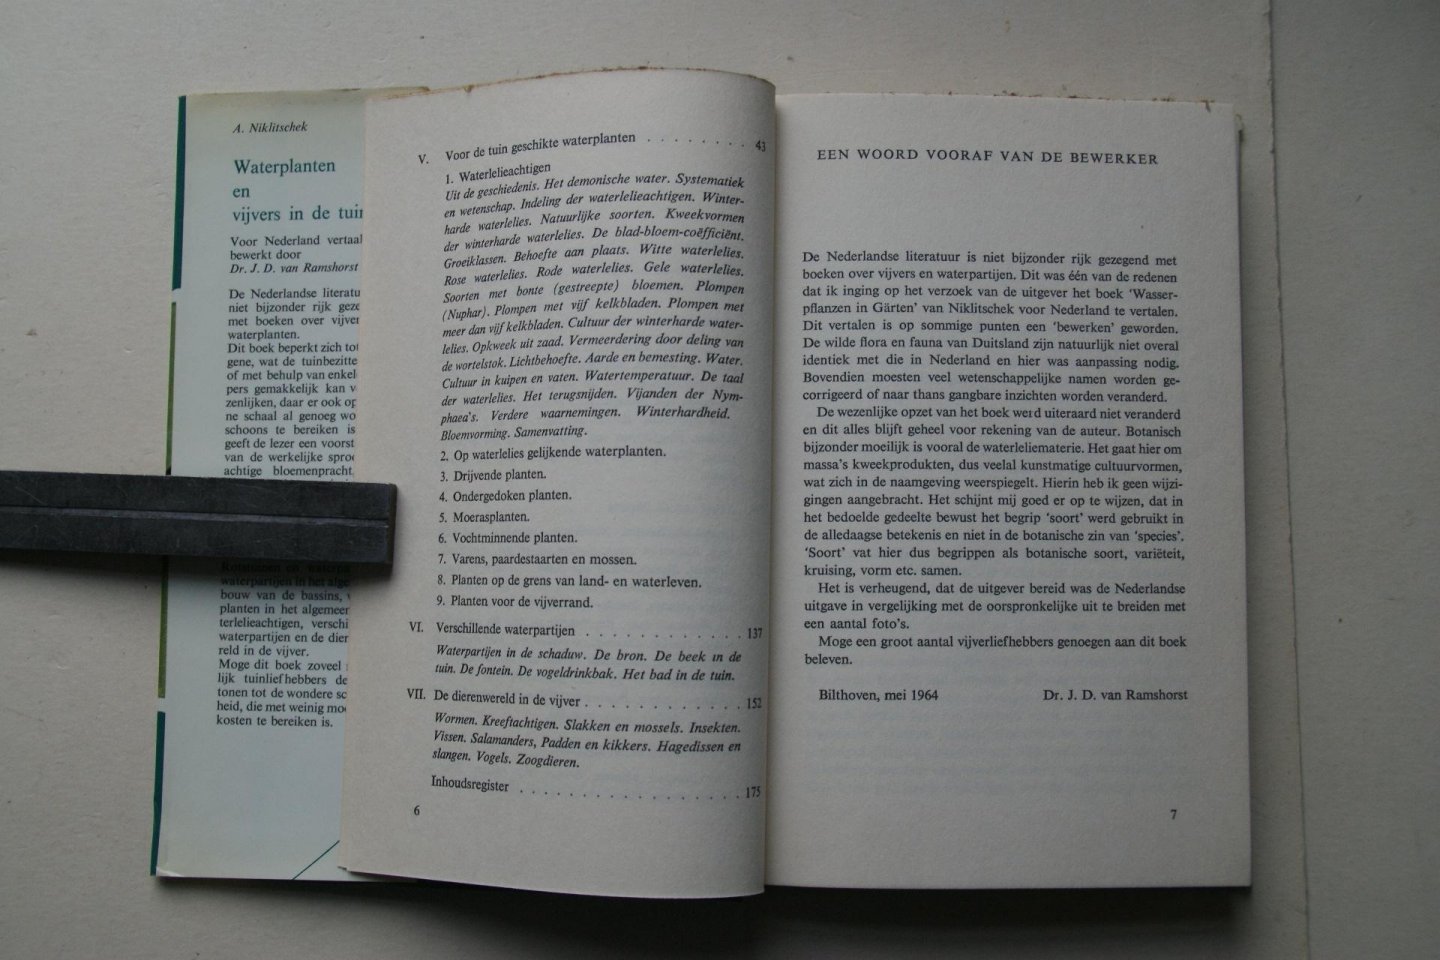 A. Niklitschek
Waterplanten
en
vijvers in de tuin
Voor Nederland vertaal
bewerkt door
Dr. J. D. van Ramshorst
De Nederlandse literatu
niet bijzonder rijk geze
met boeken over vijver
waterplanten.
Dit boek beperkt zich tot
gene, wat de tuinbezitte
of met behulp van enkel
pers gemakkelijk kan v
zenlijken, daar er ook op
ne schaal al genoeg wo
schoons te bereiken is
geeft de lezer een voorst
van de werkelijke sproo
achtige bloemenpracht
waterpartijen in het alge
bouw van de bassins,
planten in het algemeer
terlelieachtigen, verschi
waterpartijen en de dier
reld in de vijver.
Moge dit boek zoveel
lijk tuinliefhebbers de
tonen tot de wondere sc
heid, die met weinig mo
kosten te bereiken is.
V. Voor de tuin geschikte waterplanten . . . . . . . . 43
1. Waterlelieachtigen
Uit de geschiedenis. Het demonische water. Systematiek
en wetenschap. Indeling der waterlelieachtigen. Winter-
harde waterlelies. Natuurlijke soorten. Kweekvormen
der winterharde waterlelies. De blad-bloem-coëfficiënt.
Groeiklassen. Behoefte aan plaats. Witte waterlelies.
Rose waterlelies. Rode waterlelies. Gele waterlelies.
Soorten met bonte (gestreepte) bloemen. Plompen
(Nuphar). Plompen met vijf kelkbladen. Plompen met
meer dan vijf kelkbladen. Cultuur der winterharde water-
lelies. Opkweek uit zaad. Vermeerdering door deling van
de wortelstok. Lichtbehoefte. Aarde en bemesting. Water.
Cultuur in kuipen en vaten. Watertemperatuur. De taal
der waterlelies. Het terugsnijden. Vijanden der Nym-
phaea's. Verdere waarnemingen. Winterhardheid.
Bloemvorming. Samenvatting.
2. Op waterlelies gelijkende waterplanten.
3. Drijvende planten.
4. Ondergedoken planten.
5. Moerasplanten.
6. Vochtminnende planten.
7. Varens, paardestaarten en mossen.
8. Planten op de grens van land- en waterleven.
9. Planten voor de vijverrand.
VI. Verschillende waterpartijen . . . . . . . . . . . . 137
Waterpartijen in de schaduw. De bron. De beek in de
tuin. De fontein. De vogeldrinkbak. Het bad in de tuin.
VII. De dierenwereld in de vijver . . . . . . . . . . . . 152
Wormen. Kreeftachtigen. Slakken en mossels. Insekten.
Vissen. Salamanders, Padden en kikkers. Hagedissen en
slangen. Vogels. Zoogdieren.
Inhoudsregister . . . . . . . . . . . . . . . . . 175
6
EEN WOORD VOORAF VAN DE BEWERKER
De Nederlandse literatuur is niet bijzonder rijk gezegend met
boeken over vijvers en waterpartijen. Dit was één van de redenen
dat ik inging op het verzoek van de uitgever het boek 'Wasser-
pflanzen in Gärten' van Niklitschek voor Nederland te vertalen.
Dit vertalen is op sommige punten een 'bewerken' geworden.
De wilde flora en fauna van Duitsland zijn natuurlijk niet overal
identiek met die in Nederland en hier was aanpassing nodig.
Bovendien moesten veel wetenschappelijke namen worden ge-
corrigeerd of naar thans gangbare inzichten worden veranderd.
De wezenlijke opzet van het boek werd uiteraard niet veranderd
en dit alles blijft geheel voor rekening van de auteur. Botanisch
bijzonder moeilijk is vooral de waterleliematerie. Het gaat hier om
massa's kweekprodukten, dus veelal kunstmatige cultuurvormen,
wat zich in de naamgeving weerspiegelt. Hierin heb ik geen wijzi-
gingen aangebracht. Het schijnt mij goed er op te wijzen, dat in
het bedoelde gedeelte bewust het begrip 'soort' werd gebruikt in
de alledaagse betekenis en niet in de botanische zin van 'species'.
'Soort' vat hier dus begrippen als botanische soort, variëteit,
kruising, vorm etc. samen.
Het is verheugend, dat de uitgever bereid was de Nederlandse
uitgave in vergelijking met de oorspronkelijke uit te breiden met
een aantal foto's.
Moge een groot aantal vijverliefhebbers genoegen aan dit boek
beleven.
Bilthoven, mei 1964 Dr. J. D. van Ramshorst
7